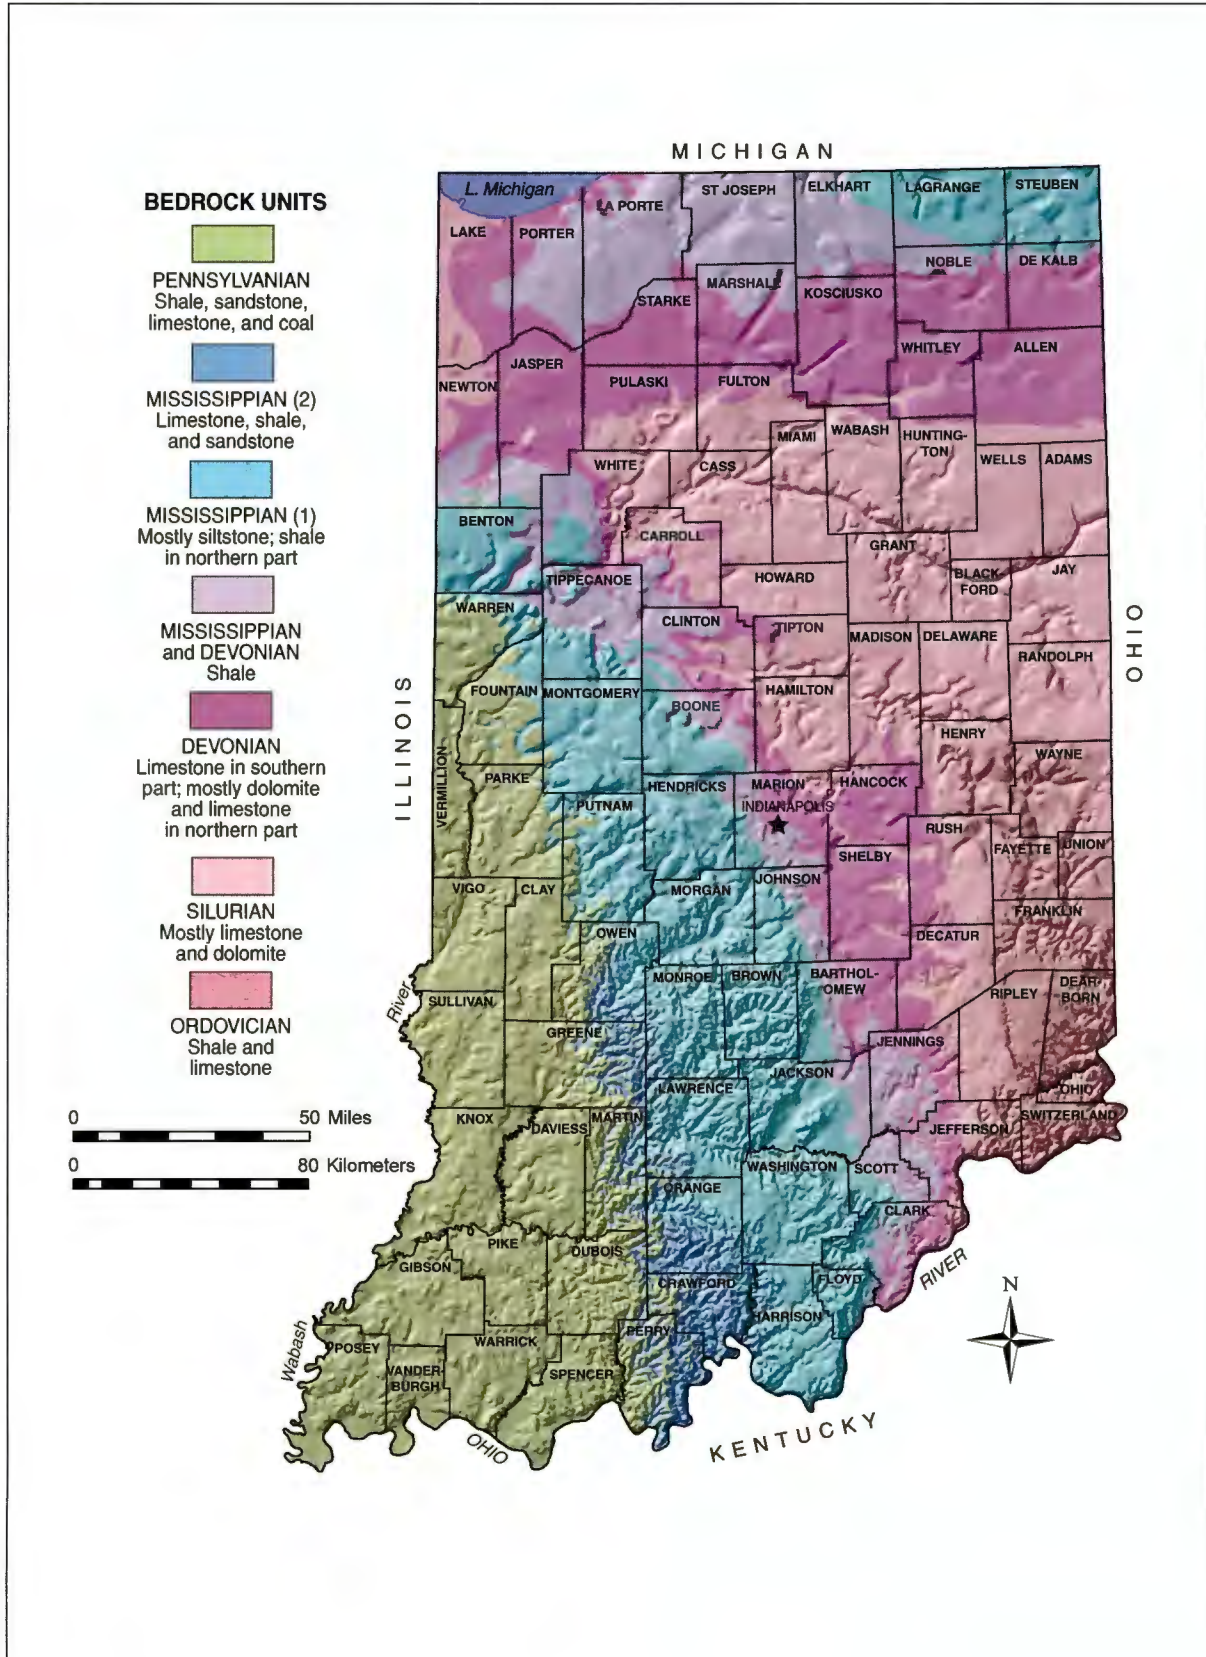 MICHIGAN
BEDROCK UNITS
PENNSYLVANIAN
Shale, sandstone,
limestone, and coal
MISSISSIPPIAN (2)
Limestone, shale,
and sandstone
MISSISSIPPIAN (1)
Mostly siltstone; shale
in northern part
MISSISSIPPIAN
and DEVONIAN
Shale
DEVONIAN
Limestone in southern
part; mostly dolomite
and limestone
in northern part
SILURIAN
Mostly limestone
and dolomite
ORDOVICIAN
Shale and
limestone
0 50 Miles
0 80 Kilometers
L. Michigan
LA PORTE
ST JOSEPH
ELKHART
LAGRANGE
STEUBEN
LAKE
PORTER
NOBLE
DE KALB
STARKE
MARSHALL
KOSCIUSKO
JASPER
WHITLEY
ALLEN
NEWTON
PULASKI
FULTON
MIAMI
WABASH
HUNTING-
TON
WHITE
CASS
WELLS
ADAMS
BENTON
CARROLL
GRANT
TIPPECANOE
HOWARD
BLACK-
FORD
JAY
WARREN
CLINTON
TIPTON
MADISON
DELAWARE
RANDOLPH
OHIO
ILLINOIS
FOUNTAIN
MONTGOMERY
BOONE
HAMILTON
HENRY
WAYNE
VERMILLION
PARKE
PUTNAM
HENDRICKS
MARION
INDIANAPOLIS
HANCOCK
SHELBY
RUSH
FAYETTE
UNION
VIGO
CLAY
MORGAN
JOHNSON
FRANKLIN
OWEN
DECATUR
MONROE
BROWN
BARTHOL-
OMEW
RIPLEY
DEAR-
BORN
River
SULLIVAN
GREENE
JENNINGS
LAWRENCE
JACKSON
OHIO
KNOX
DAVIESS
MARTIN
JEFFERSON
SWITZERLAND
WASHINGTON
SCOTT
ORANGE
CLARK
PIKE
DUBOIS
GIBSON
CRAWFORD
FLOYD
RIVER
N
HARRISON
Wabash
POSEY
VANDER-
BURGH
WARRICK
PERRY
SPENCER
OHIO
KENTUCKY